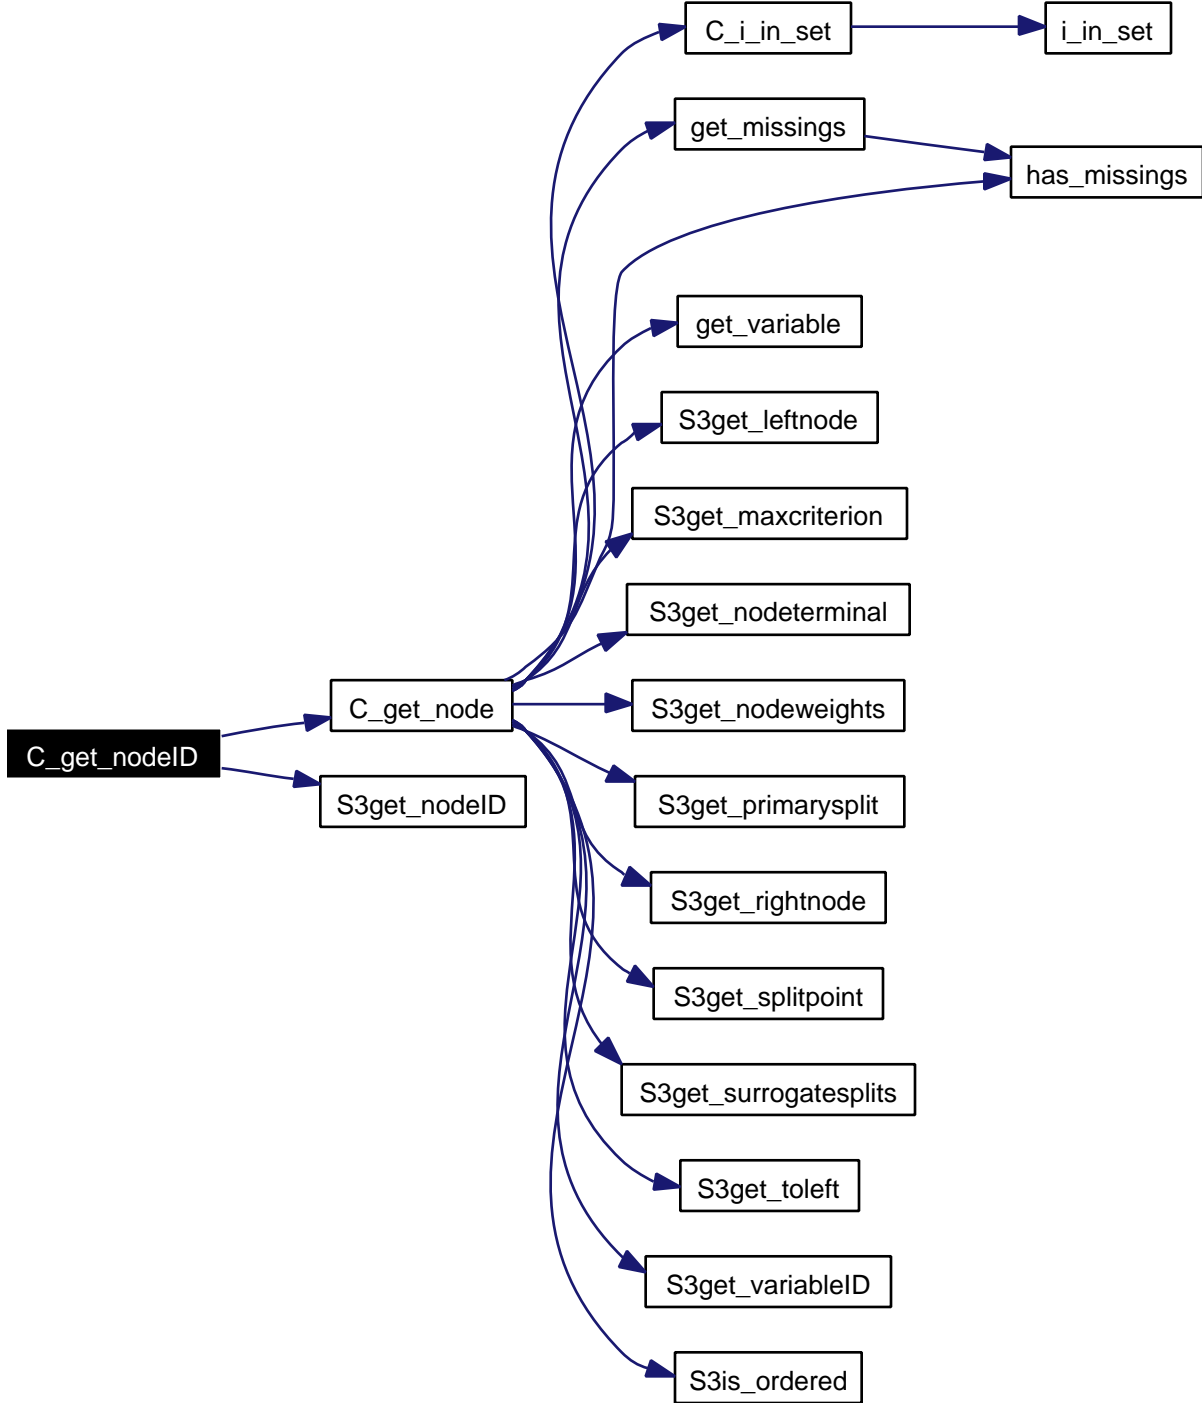 C_i_in_set
i_in_set
get_missings
has_missings
get_variable
S3get_leftnode
S3get_maxcriterion
S3get_nodeterminal
C_get_node
S3get_nodeweights
C_get_nodeID
S3get_nodeID
S3get_primarysplit
S3get_rightnode
S3get_splitpoint
S3get_surrogatesplits
S3get_toleft
S3get_variableID
S3is_ordered